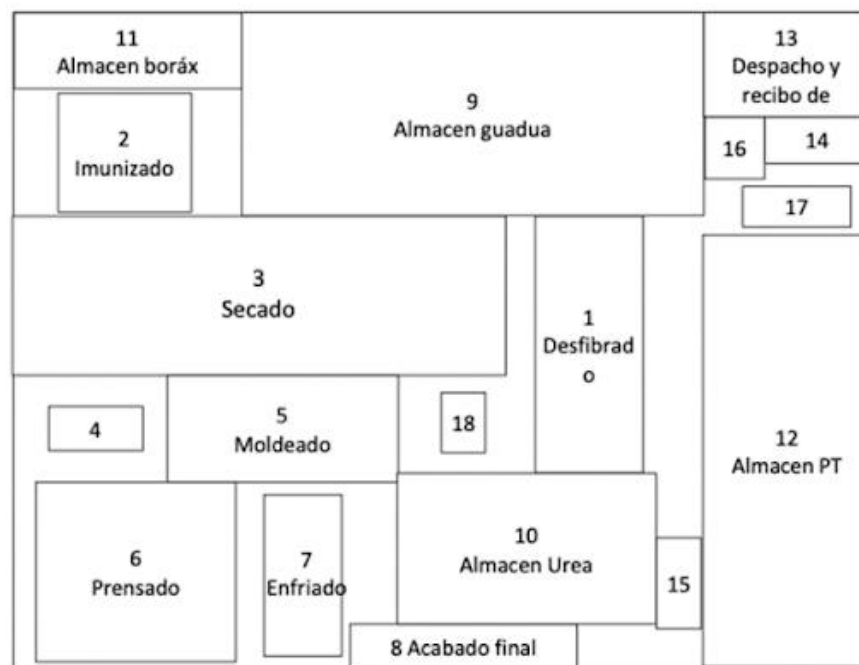 11
Almacen boráx
9
Almacen guadua
13
Despacho y
recibo de
2
Imunizado
16
14
17
3
Secado
1
Desfibrad
o
4
5
Moldeado
18
12
Almacen PT
6
Prensado
7
Enfriado
10
Almacen Urea
15
8 Acabado final